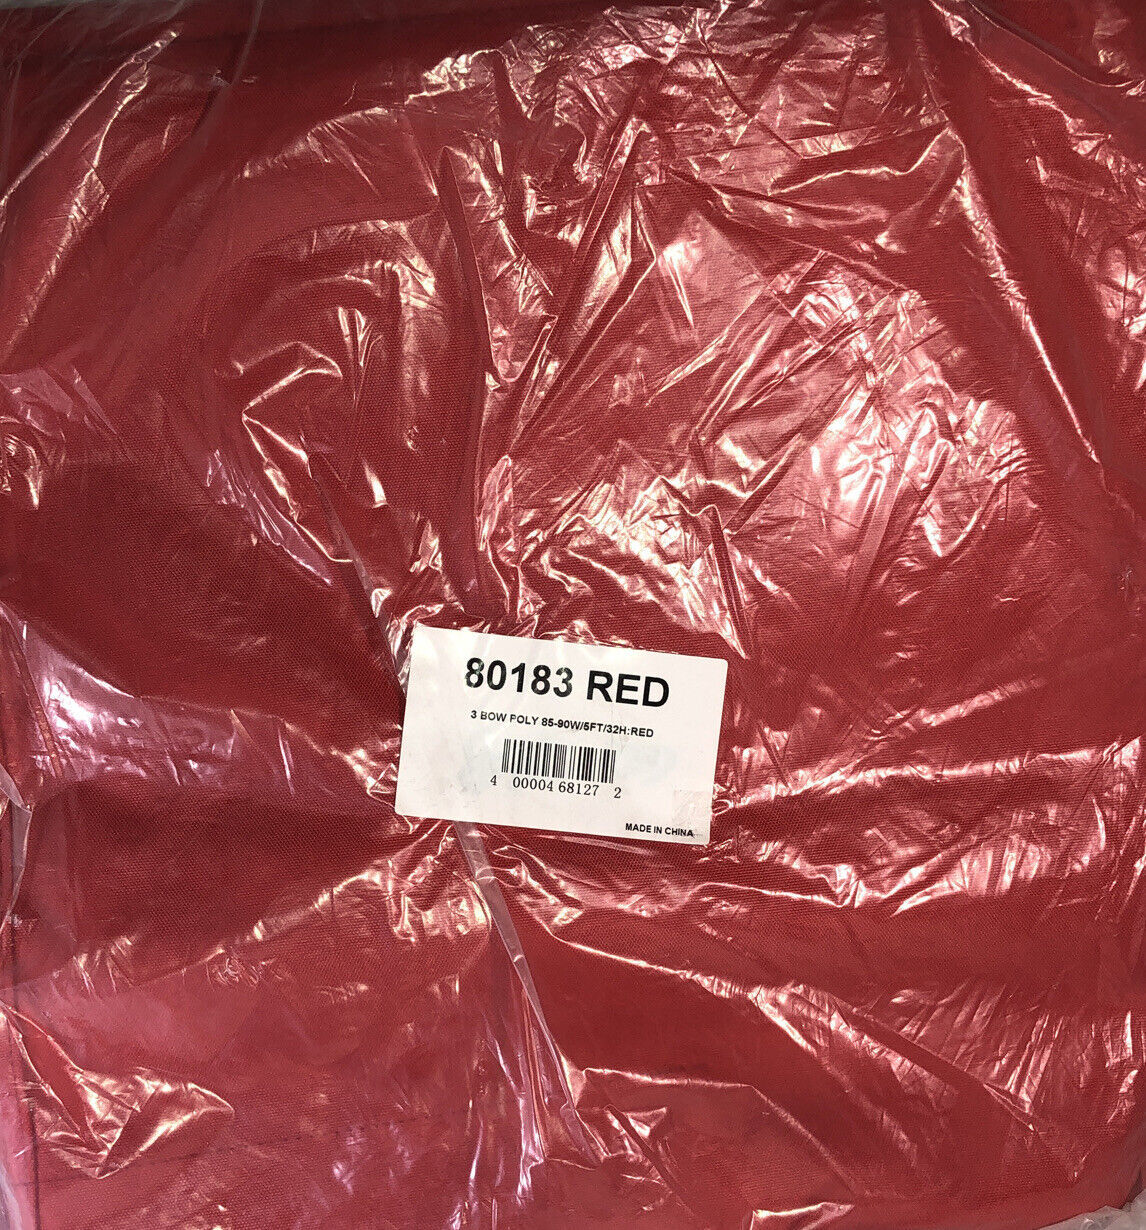 80183 RED
3 BOW POLY 85-90W/5FT/32H:RED
4 00004 68127 2
MADE IN CHINA